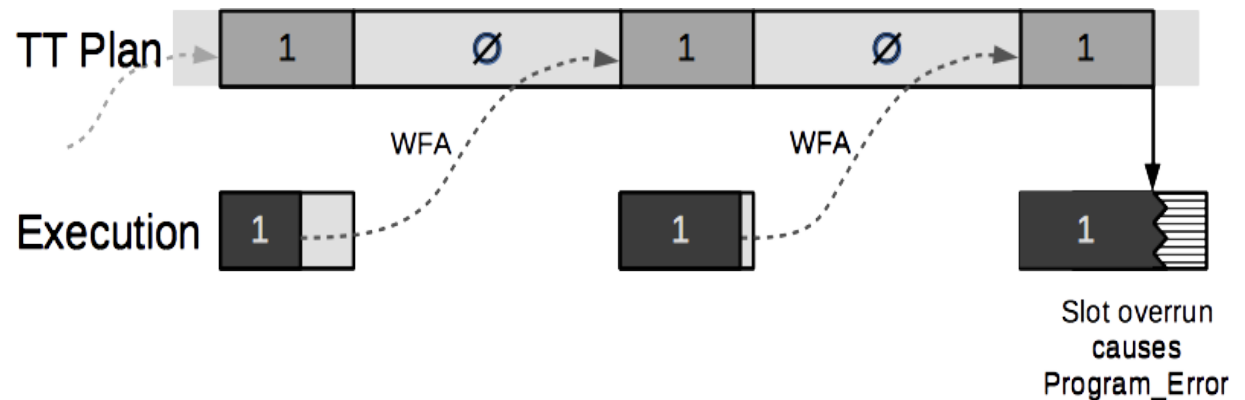 TT Plan 1 Ø 1 Ø 1
WFA WFA
Execution 1 1 1
Slot overrun
causes
Program_Error